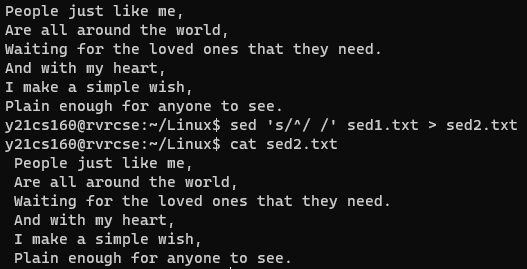 People just like me,
Are all around the world,
Waiting for the loved ones that they need.
And with my heart,
I make a simple wish,
Plain enough for anyone to see.
y21cs160@rvrcse:~/Linux$ sed 's/^/ /' sed1.txt > sed2.txt
y21cs160@rvrcse:~/Linux$ cat sed2.txt
 People just like me,
 Are all around the world,
 Waiting for the loved ones that they need.
 And with my heart,
 I make a simple wish,
 Plain enough for anyone to see.